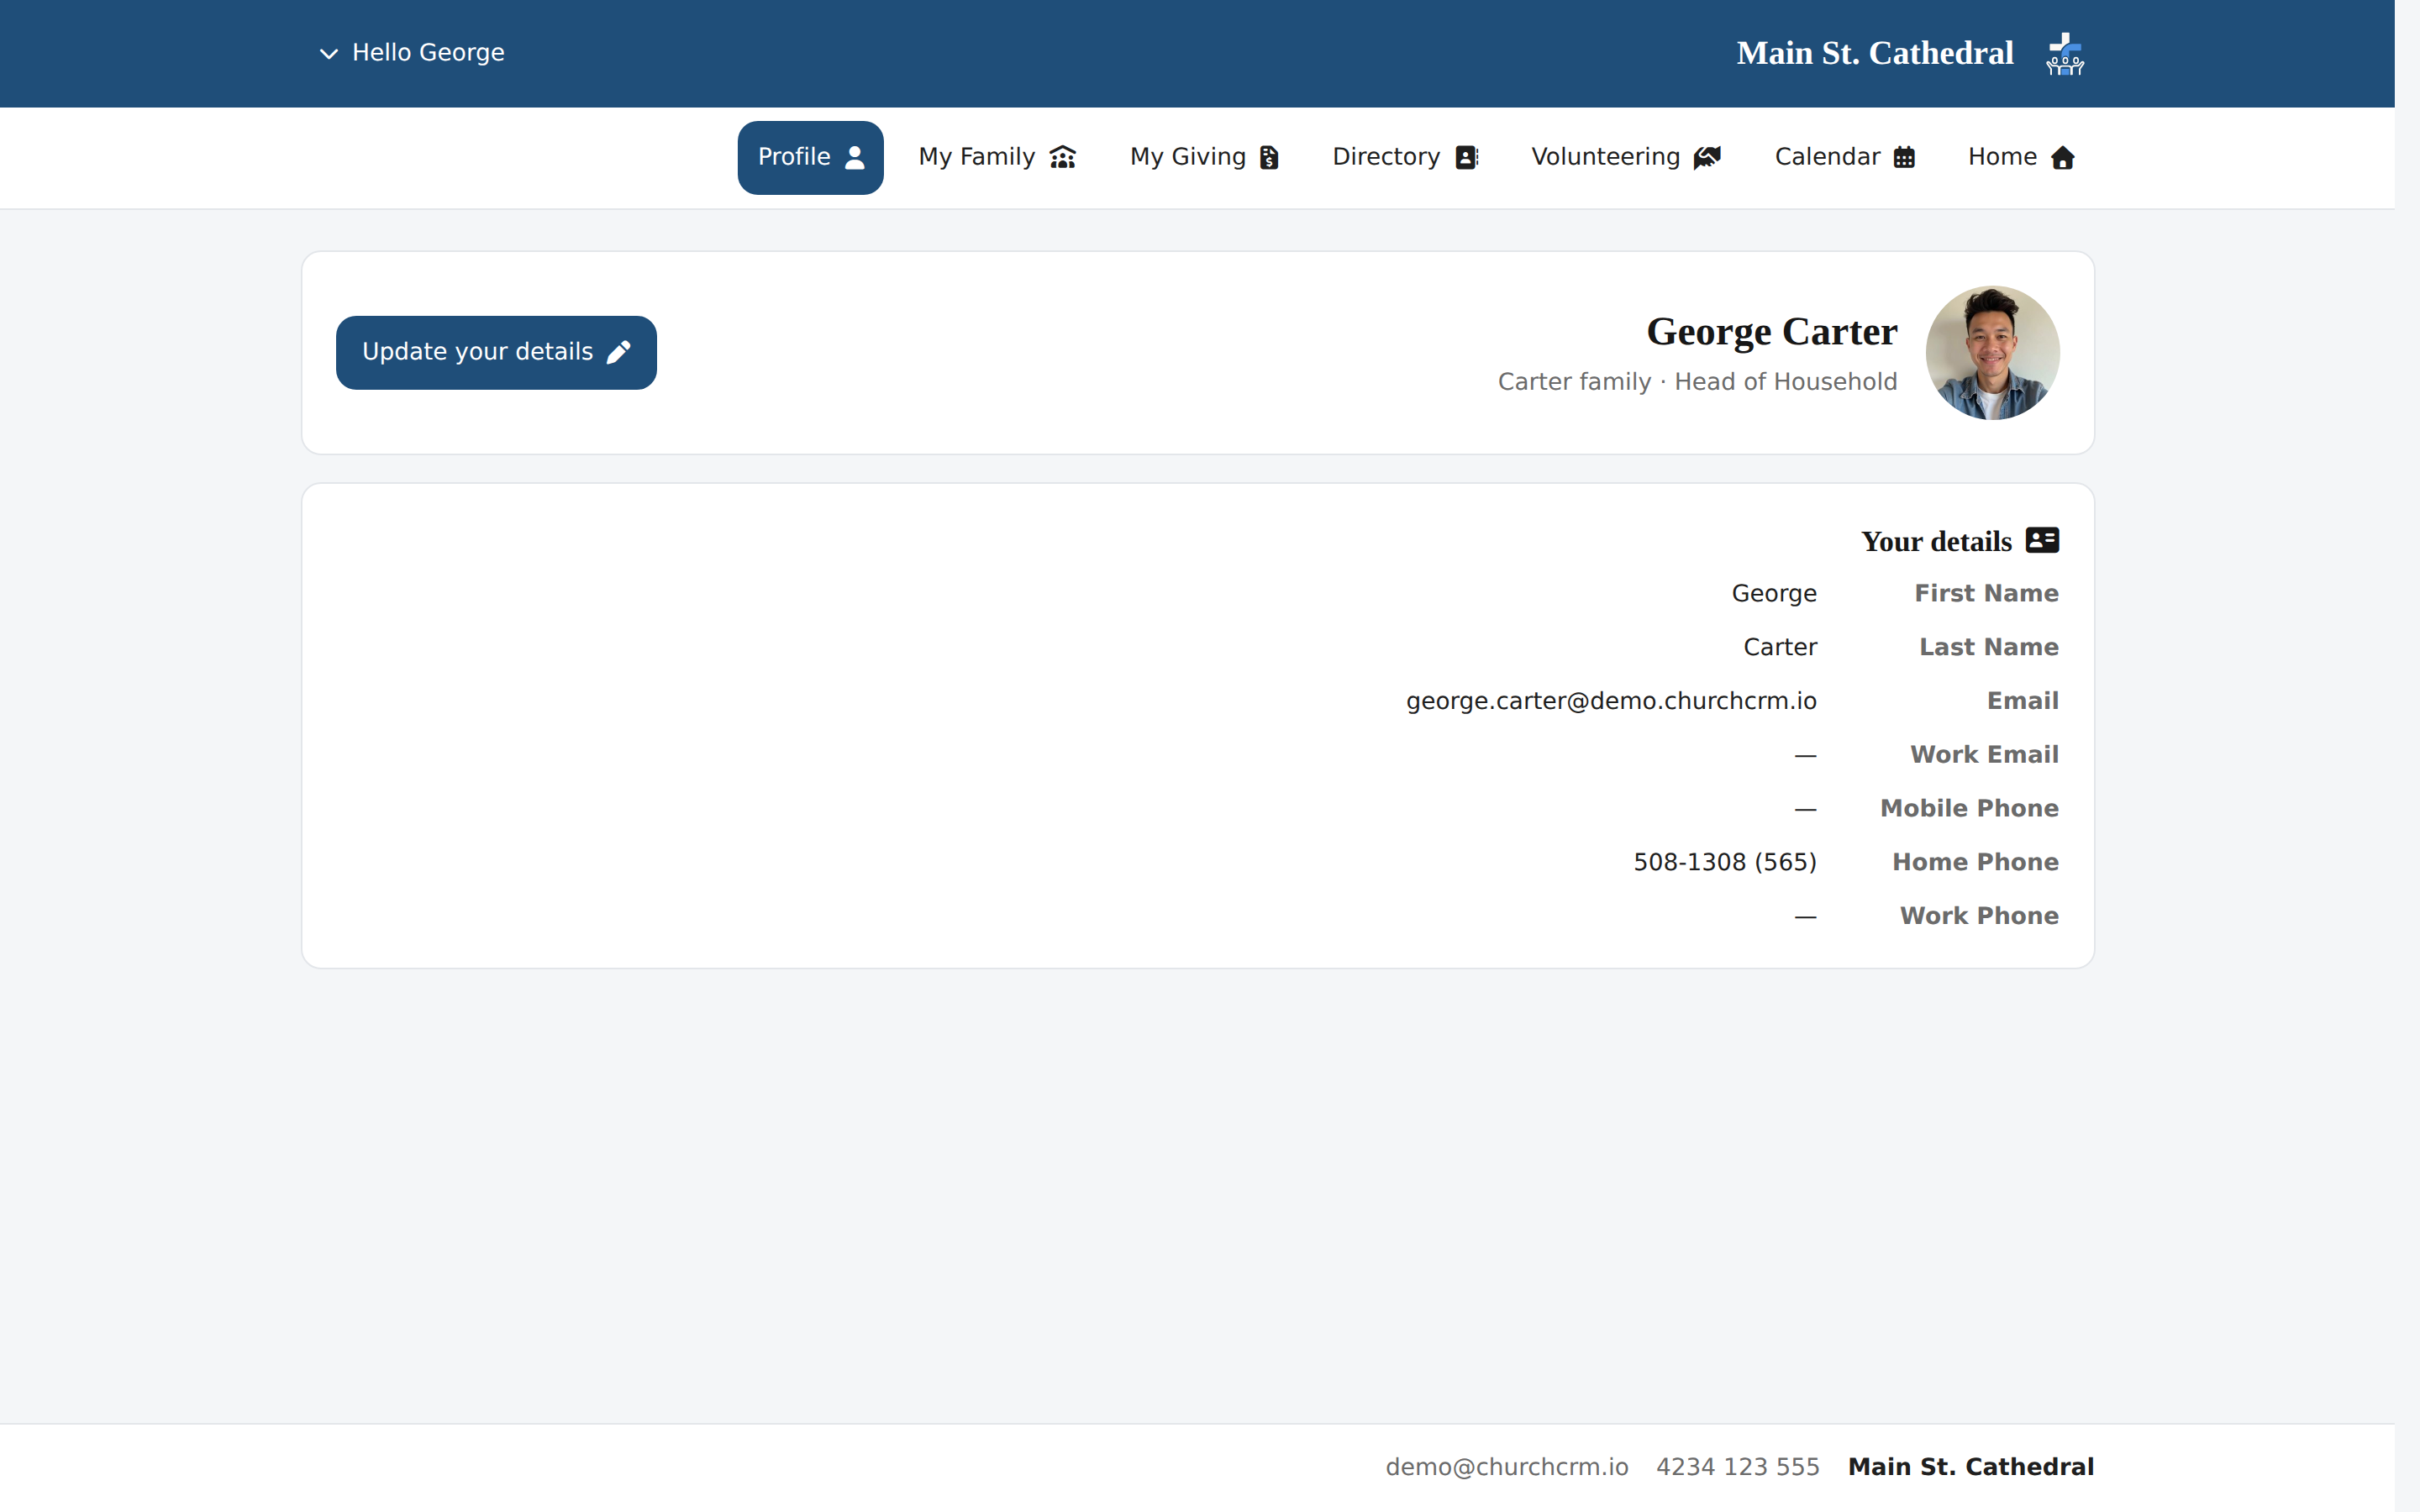 Main St. Cathedral
Hello George
Home
Calendar
Volunteering
Directory
My Giving
My Family
Profile
George Carter
Carter family · Head of Household
Update your details
Your details
First Name George
Last Name Carter
Email george.carter@demo.churchcrm.io
Work Email —
Mobile Phone —
Home Phone 508-1308 (565)
Work Phone —
Main St. Cathedral 4234 123 555 demo@churchcrm.io